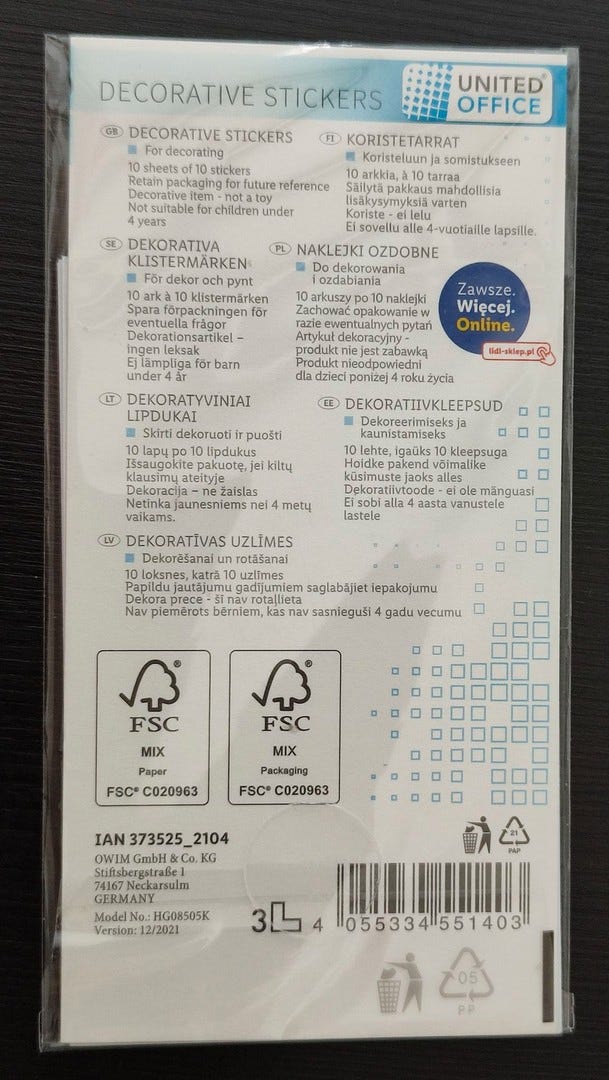 DECORATIVE STICKERS
UNITED® OFFICE
GB DECORATIVE STICKERS
For decorating
10 sheets of 10 stickers
Retain packaging for future reference
Decorative item - not a toy
Not suitable for children under
4 years
FI KORISTETARRAT
Koristeluun ja somistukseen
10 arkkia, à 10 tarraa
Säilytä pakkaus mahdollisia
lisäkysymyksiä varten
Koriste - ei lelu
Ei sovellu alle 4-vuotiaille lapsille.
SE DEKORATIVA
KLISTERMÄRKEN
För dekor och pynt
10 ark à 10 klistermärken
Spara förpackningen för
eventuella frågor
Dekorationsartikel –
ingen leksak
Ej lämpliga för barn
under 4 år
PL NAKLEJKI OZDOBNE
Do dekorowania
i ozdabiania
10 arkuszy po 10 naklejki
Zachować opakowanie w
razie ewentualnych pytań
Artykuł dekoracyjny -
produkt nie jest zabawką
Produkt nieodpowiedni
dla dzieci poniżej 4 roku życia
Zawsze.
Więcej.
Online.
lidl-sklep.pl
LT DEKORATYVINIAI
LIPDUKAI
Skirti dekoruoti ir puošti
10 lapų po 10 lipdukus
Išsaugokite pakuotę, jei kiltų
klausimų ateityje
Dekoracija – ne žaislas
Netinka jaunesniems nei 4 metų
vaikams.
EE DEKORATIIVKLEEPSUD
Dekoreerimiseks ja
kaunistamiseks
10 lehte, igaüks 10 kleepsuga
Hoidke pakend võimalike
küsimuste jaoks alles
Dekoratiivtoode - ei ole mänguasi
Ei sobi alla 4 aasta vanustele
lastele
LV DEKORATĪVAS UZLĪMES
Dekorēšanai un rotāšanai
10 loksnes, katrā 10 uzlīmes
Papildu jautājumu gadījumiem saglabājiet iepakojumu
Dekora prece - šī nav rotaļlieta
Nav piemērots bērniem, kas nav sasnieguši 4 gadu vecumu
®
FSC
MIX
Paper
FSC® C020963
®
FSC
MIX
Packaging
FSC® C020963
IAN 373525_2104
OWIM GmbH & Co. KG
Stiftsbergstraße 1
74167 Neckarsulm
GERMANY
Model No.: HG08505K
Version: 12/2021
21
PAP
3 4
4 055334 551403
05
PP